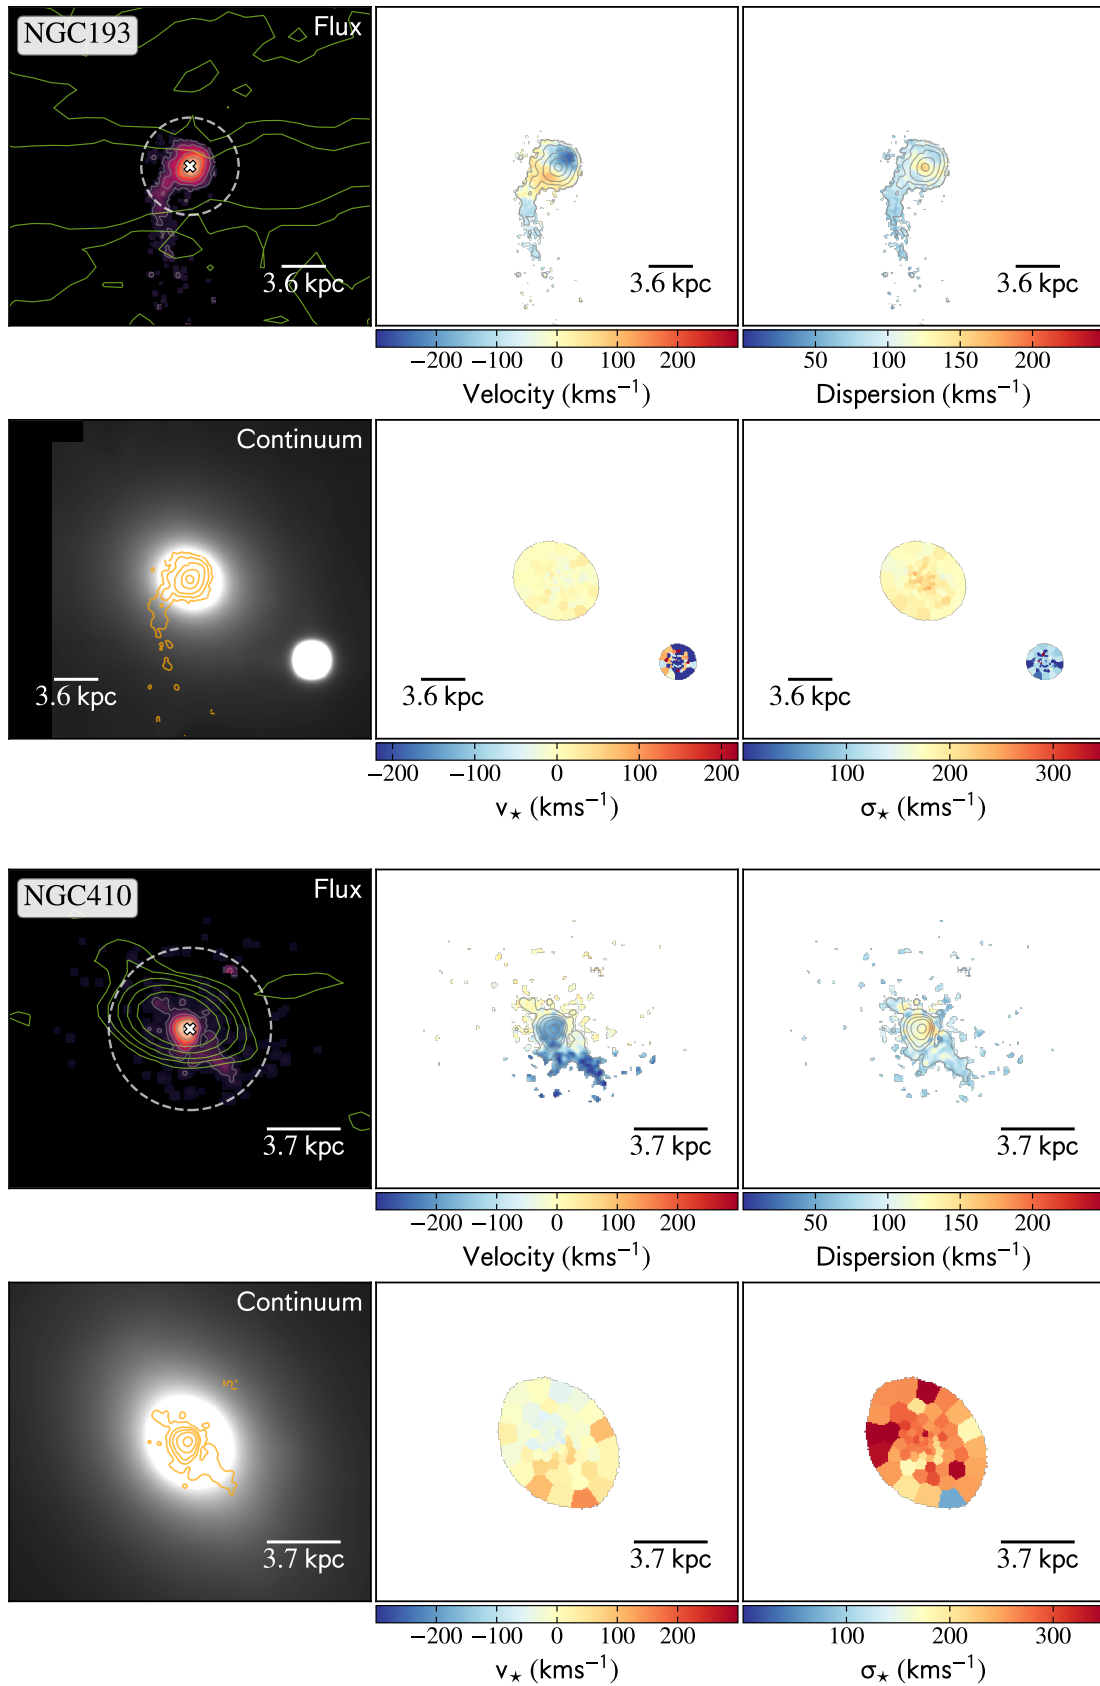 NGC193 Flux
3.6 kpc 3.6 kpc 3.6 kpc
−200 −100 0 100 200 50 100 150 200
Velocity (kms⁻¹) Dispersion (kms⁻¹)
Continuum
3.6 kpc 3.6 kpc 3.6 kpc
−200 −100 0 100 200 100 200 300
v⋆ (kms⁻¹) σ⋆ (kms⁻¹)
NGC410 Flux
3.7 kpc 3.7 kpc 3.7 kpc
−200 −100 0 100 200 50 100 150 200
Velocity (kms⁻¹) Dispersion (kms⁻¹)
Continuum
3.7 kpc 3.7 kpc 3.7 kpc
−200 −100 0 100 200 100 200 300
v⋆ (kms⁻¹) σ⋆ (kms⁻¹)